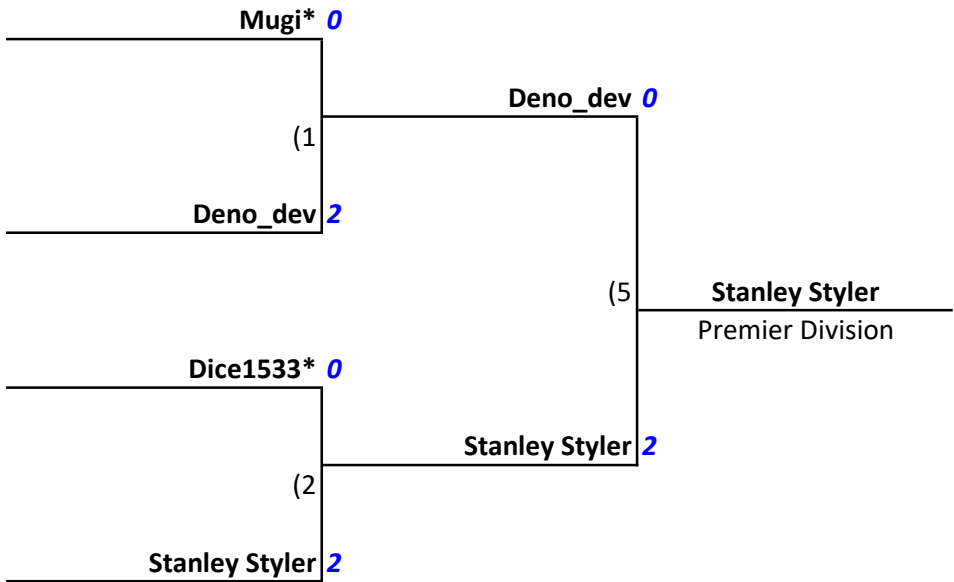 Mugi* 0
Deno_dev 0
(1
Deno_dev 2
(5
Stanley Styler
Premier Division
Dice1533* 0
Stanley Styler 2
(2
Stanley Styler 2